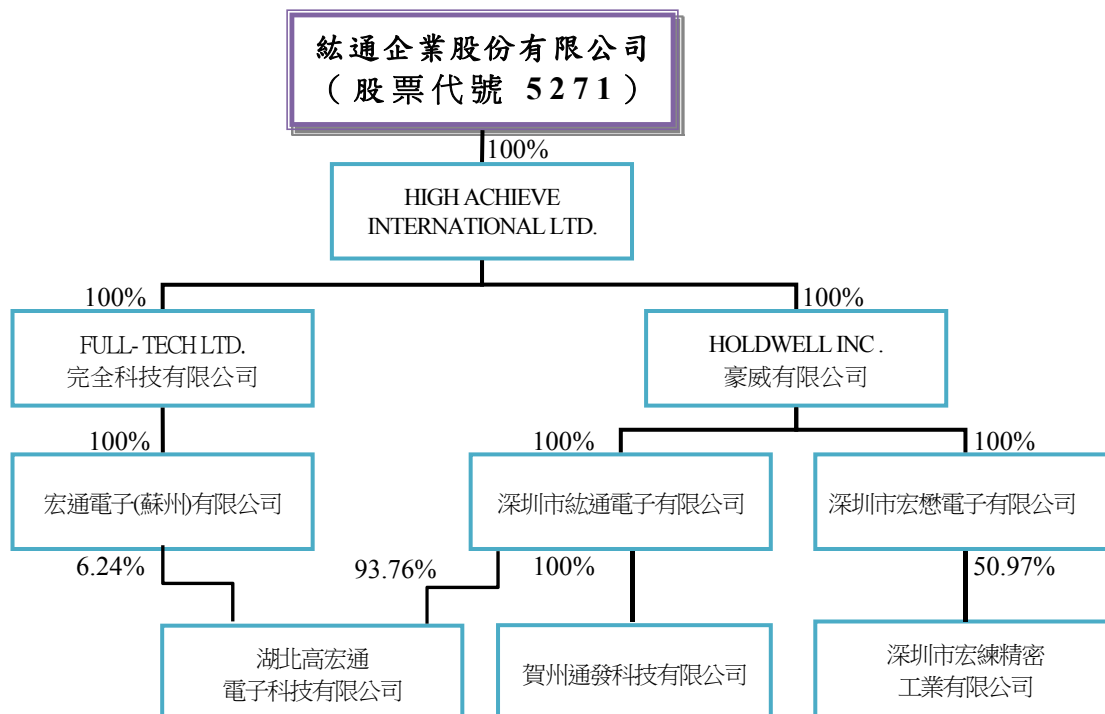 紘通企業股份有限公司
（股票代號 5271）
100%
HIGH ACHIEVE
INTERNATIONAL LTD.
100%
100%
FULL- TECH LTD.
完全科技有限公司
HOLDWELL INC .
豪威有限公司
100%
100%
100%
宏通電子(蘇州)有限公司
深圳市紘通電子有限公司
深圳市宏懋電子有限公司
6.24%
93.76%
100%
50.97%
湖北高宏通
電子科技有限公司
賀州通發科技有限公司
深圳市宏練精密
工業有限公司